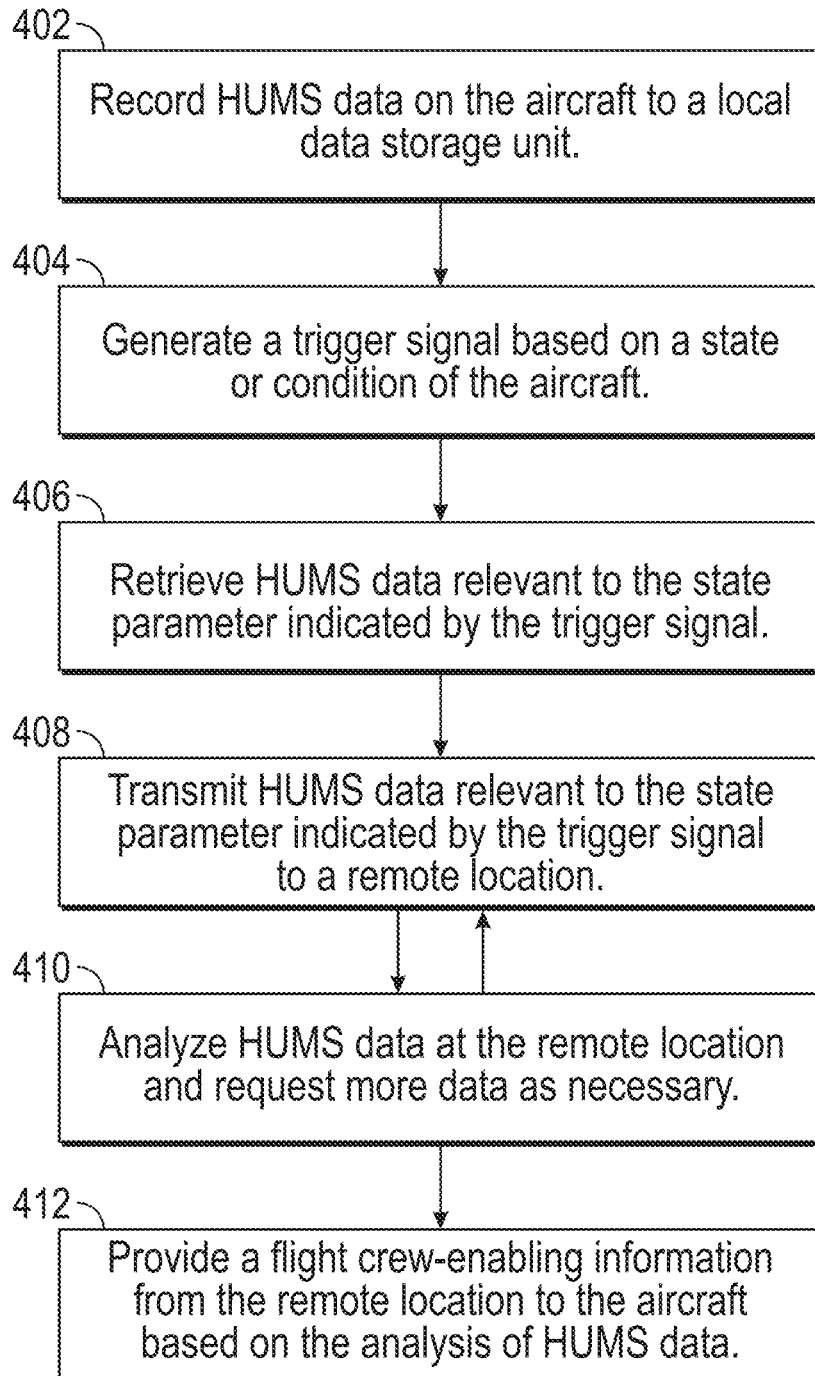 402
Record HUMS data on the aircraft to a local
data storage unit.
404
Generate a trigger signal based on a state
or condition of the aircraft.
406
Retrieve HUMS data relevant to the state
parameter indicated by the trigger signal.
408
Transmit HUMS data relevant to the state
parameter indicated by the trigger signal
to a remote location.
410
Analyze HUMS data at the remote location
and request more data as necessary.
412
Provide a flight crew-enabling information
from the remote location to the aircraft
based on the analysis of HUMS data.